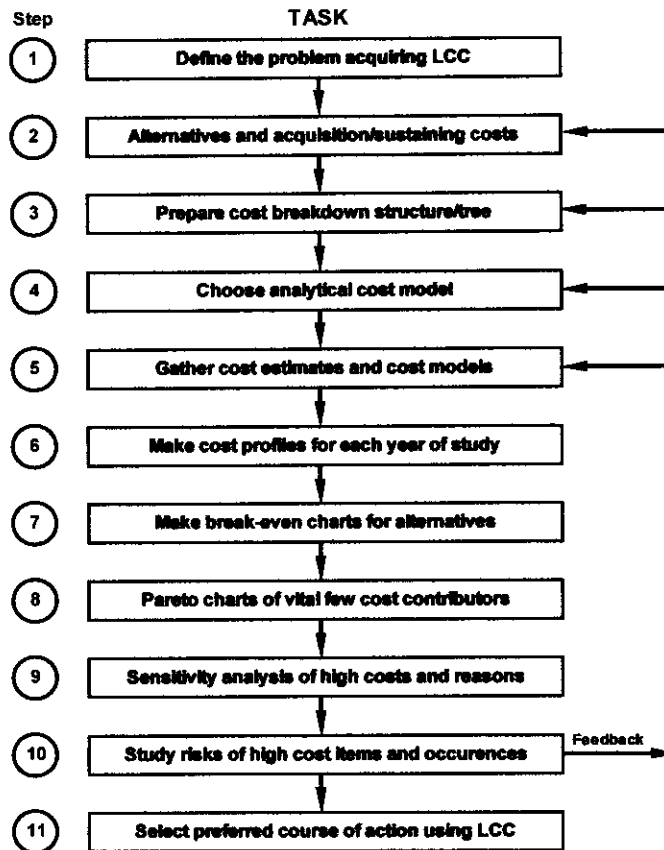 Step TASK
1 Define the problem acquiring LCC
2 Alternatives and acquisition/sustaining costs
3 Prepare cost breakdown structure/tree
4 Choose analytical cost model
5 Gather cost estimates and cost models
6 Make cost profiles for each year of study
7 Make break-even charts for alternatives
8 Pareto charts of vital few cost contributors
9 Sensitivity analysis of high costs and reasons
10 Study risks of high cost items and occurences Feedback
11 Select preferred course of action using LCC